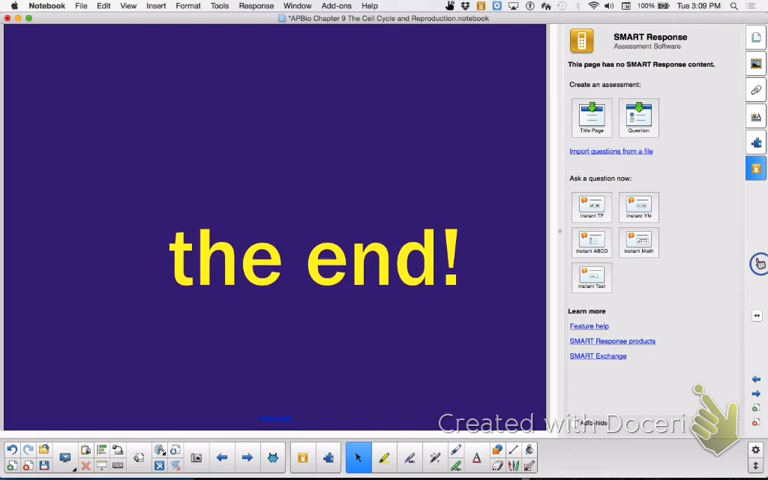 Notebook File Edit View Insert Format Tools Response Window Add-ons Help 100% Tue 3:09 PM
*APBio Chapter 9 The Cell Cycle and Reproduction.notebook
SMART Response
Assessment Software
This page has no SMART Response content.
Create an assessment:
Title Page Question
Import questions from a file
Ask a question now:
Instant TF Instant YN
Instant ABCD Instant Math
Instant Text
Learn more
Feature help
SMART Response products
SMART Exchange
the end!
Created with Doceri
Auto-hide